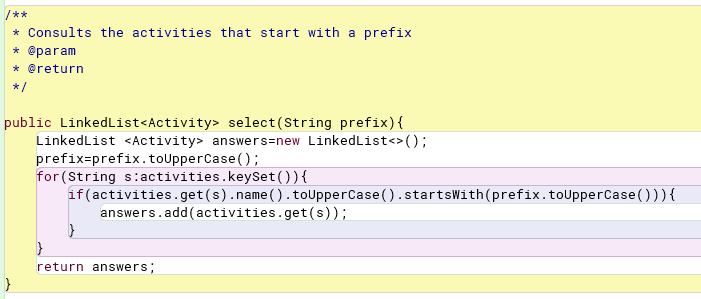 /**
 * Consults the activities that start with a prefix
 * @param
 * @return
 */
public LinkedList<Activity> select(String prefix){
    LinkedList <Activity> answers=new LinkedList<>();
    prefix=prefix.toUpperCase();
    for(String s:activities.keySet()){
        if(activities.get(s).name().toUpperCase().startsWith(prefix.toUpperCase())){
            answers.add(activities.get(s));
        }
    }
    return answers;
}